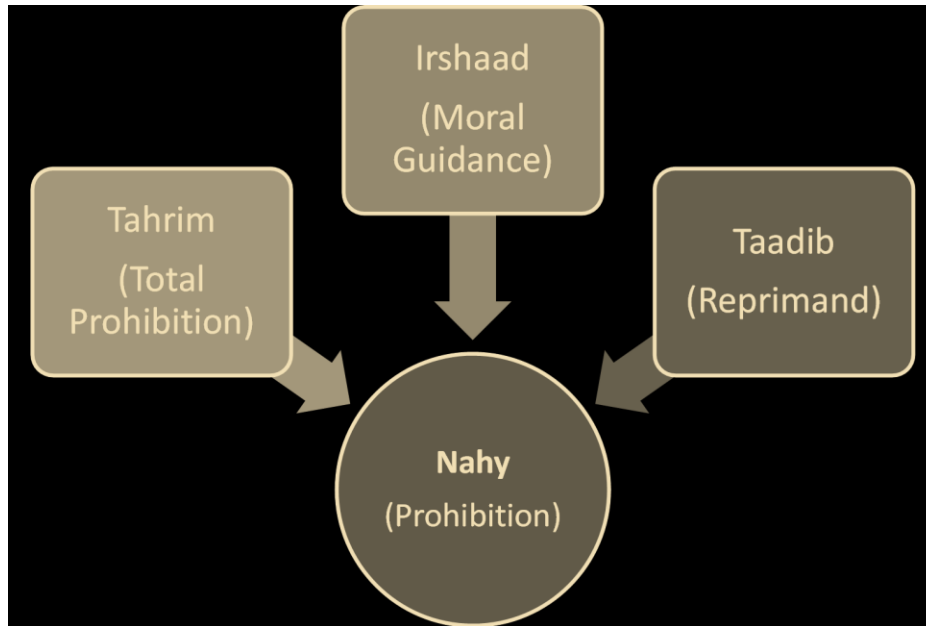 Irshaad
(Moral
Guidance)
Tahrim
(Total
Prohibition)
Taadib
(Reprimand)
Nahy
(Prohibition)